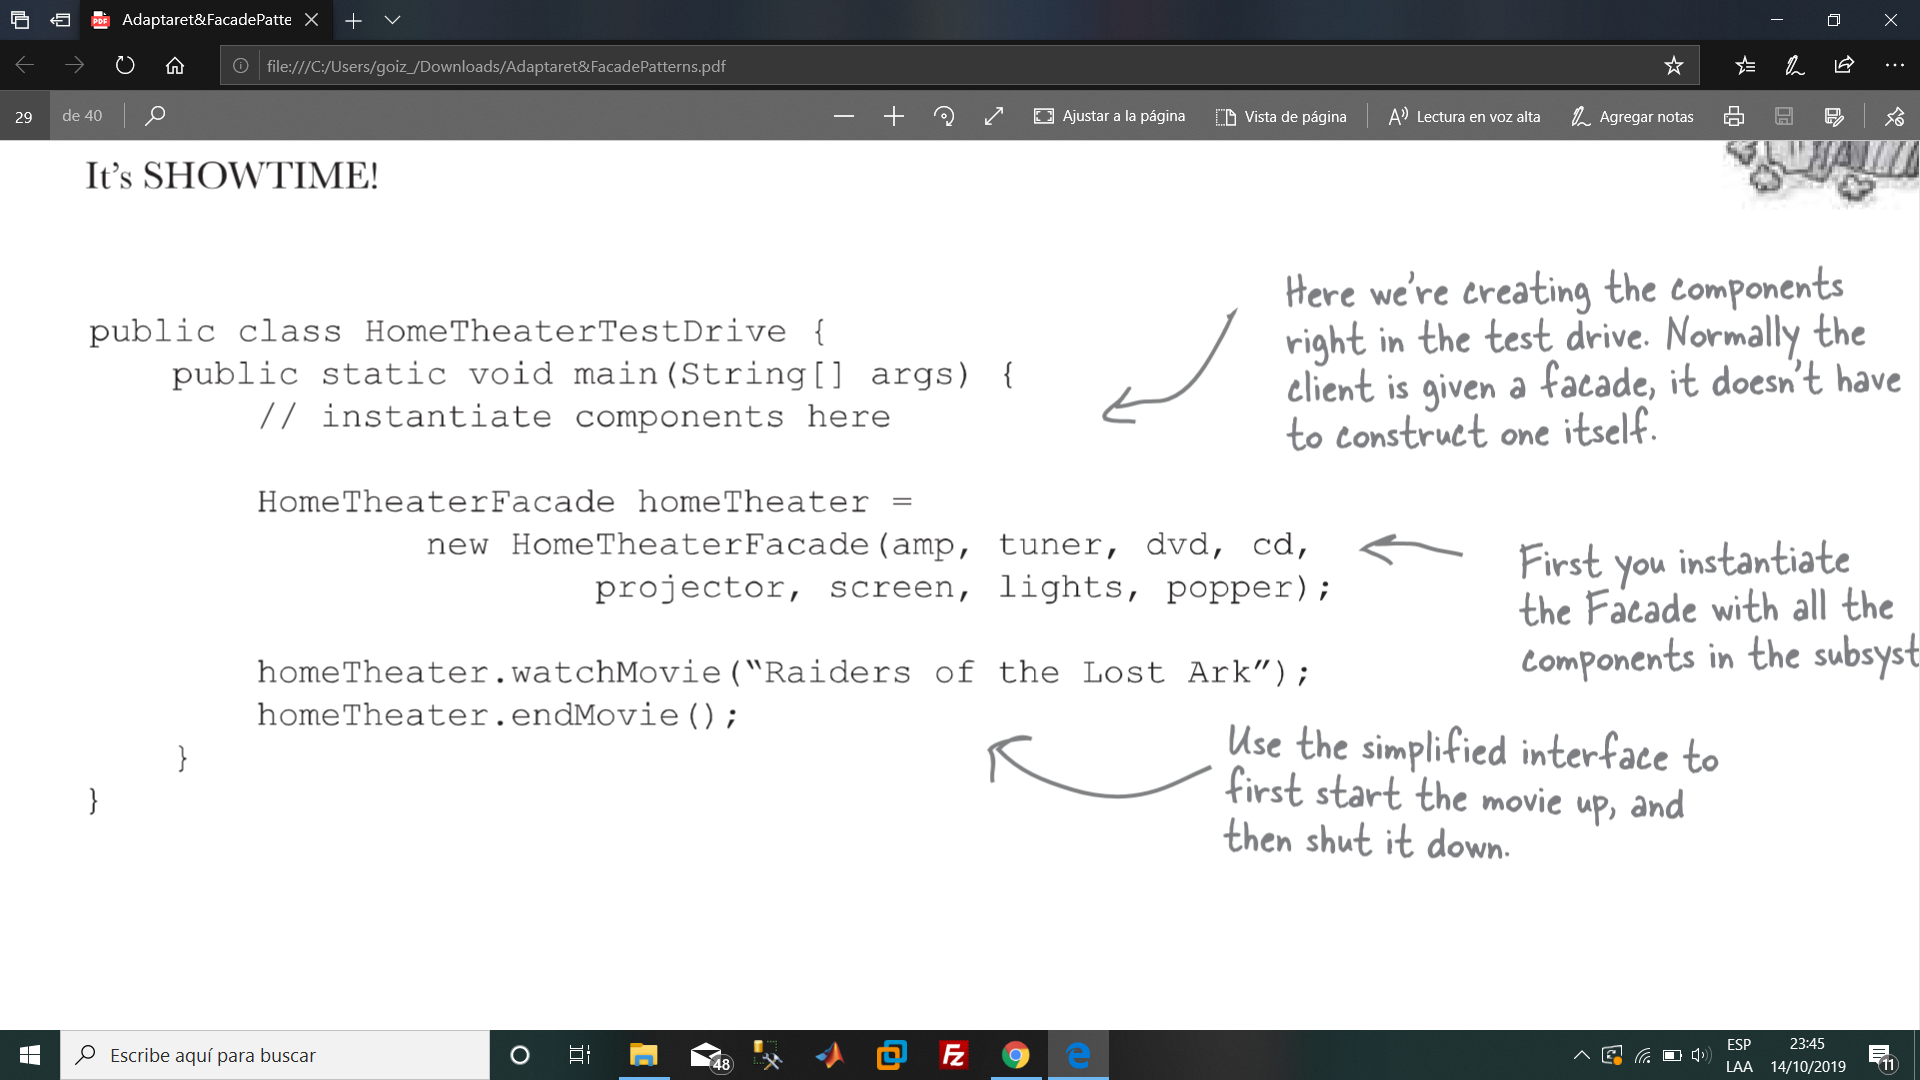 Adaptaret&FacadePatte
file:///C:/Users/goiz_/Downloads/Adaptaret&FacadePatterns.pdf
29 de 40 Ajustar a la página Vista de página Lectura en voz alta Agregar notas
It's SHOWTIME!
public class HomeTheaterTestDrive {
public static void main(String[] args) {
// instantiate components here
Here we're creating the components
right in the test drive. Normally the
client is given a facade, it doesn't have
to construct one itself.
HomeTheaterFacade homeTheater =
new HomeTheaterFacade(amp, tuner, dvd, cd,
projector, screen, lights, popper);
First you instantiate
the Facade with all the
components in the subsyst
homeTheater.watchMovie(“Raiders of the Lost Ark”);
homeTheater.endMovie();
}
}
Use the simplified interface to
first start the movie up, and
then shut it down.
Escribe aquí para buscar
48
ESP
LAA
23:45
14/10/2019
11